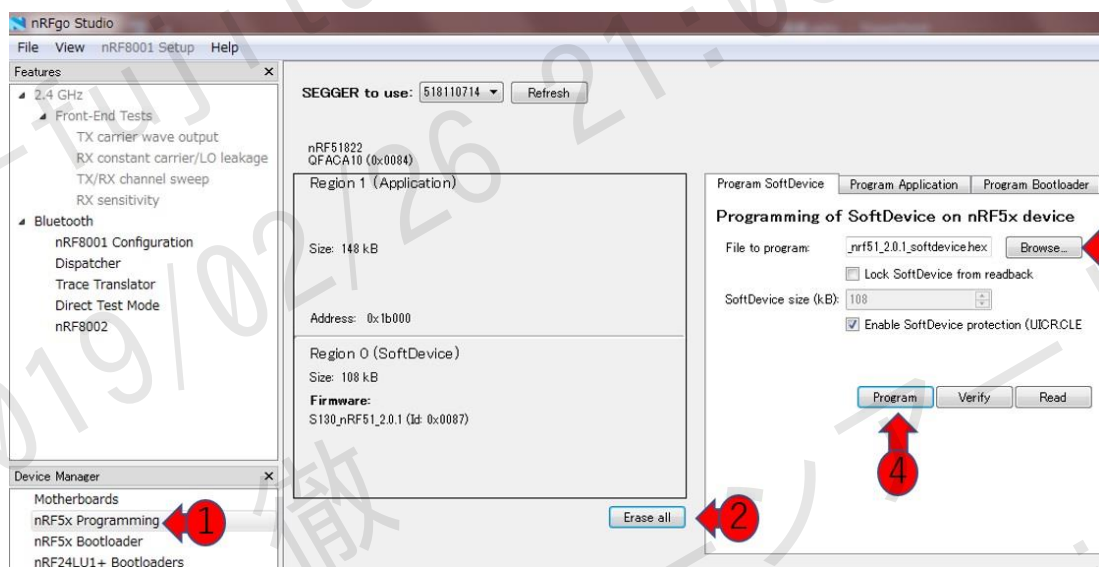 nRFgo Studio
File View nRF8001 Setup Help
Features
2.4 GHz
Front-End Tests
TX carrier wave output
RX constant carrier/LO leakage
TX/RX channel sweep
RX sensitivity
Bluetooth
nRF8001 Configuration
Dispatcher
Trace Translator
Direct Test Mode
nRF8002
Device Manager
Motherboards
nRF5x Programming
1
nRF5x Bootloader
nRF24LU1+ Bootloaders
SEGGER to use: 518110714 Refresh
nRF51822
QFACA10 (0x0084)
Region 1 (Application)
Size: 148 kB
Address: 0x1b000
Region 0 (SoftDevice)
Size: 108 kB
Firmware:
S130_nRF51_2.0.1 (Id: 0x0087)
Erase all
2
Program SoftDevice Program Application Program Bootloader
Programming of SoftDevice on nRF5x device
File to program: _nrf51_2.0.1_softdevice.hex Browse...
Lock SoftDevice from readback
SoftDevice size (kB): 108
Enable SoftDevice protection (UICR.CLE
Program Verify Read
4
2019/02/26 21:
徹